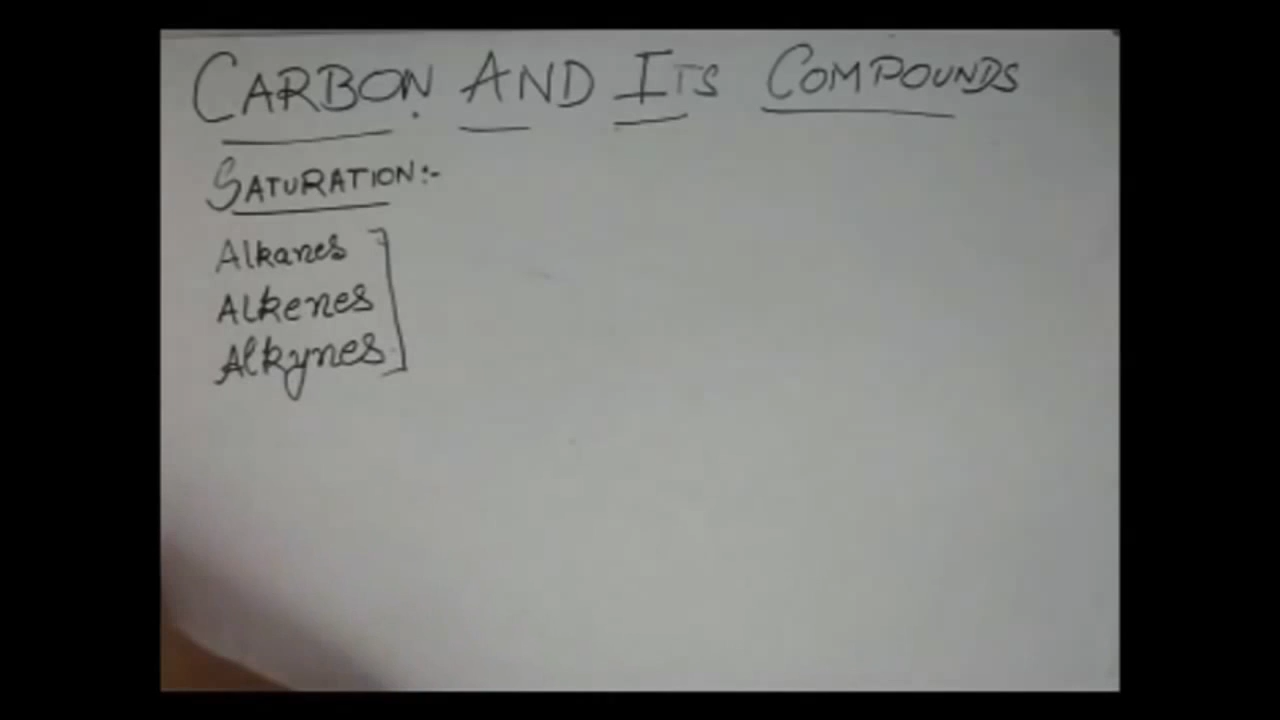 CARBON AND ITS COMPOUNDS
SATURATION:-
Alkanes
Alkenes
Alkynes